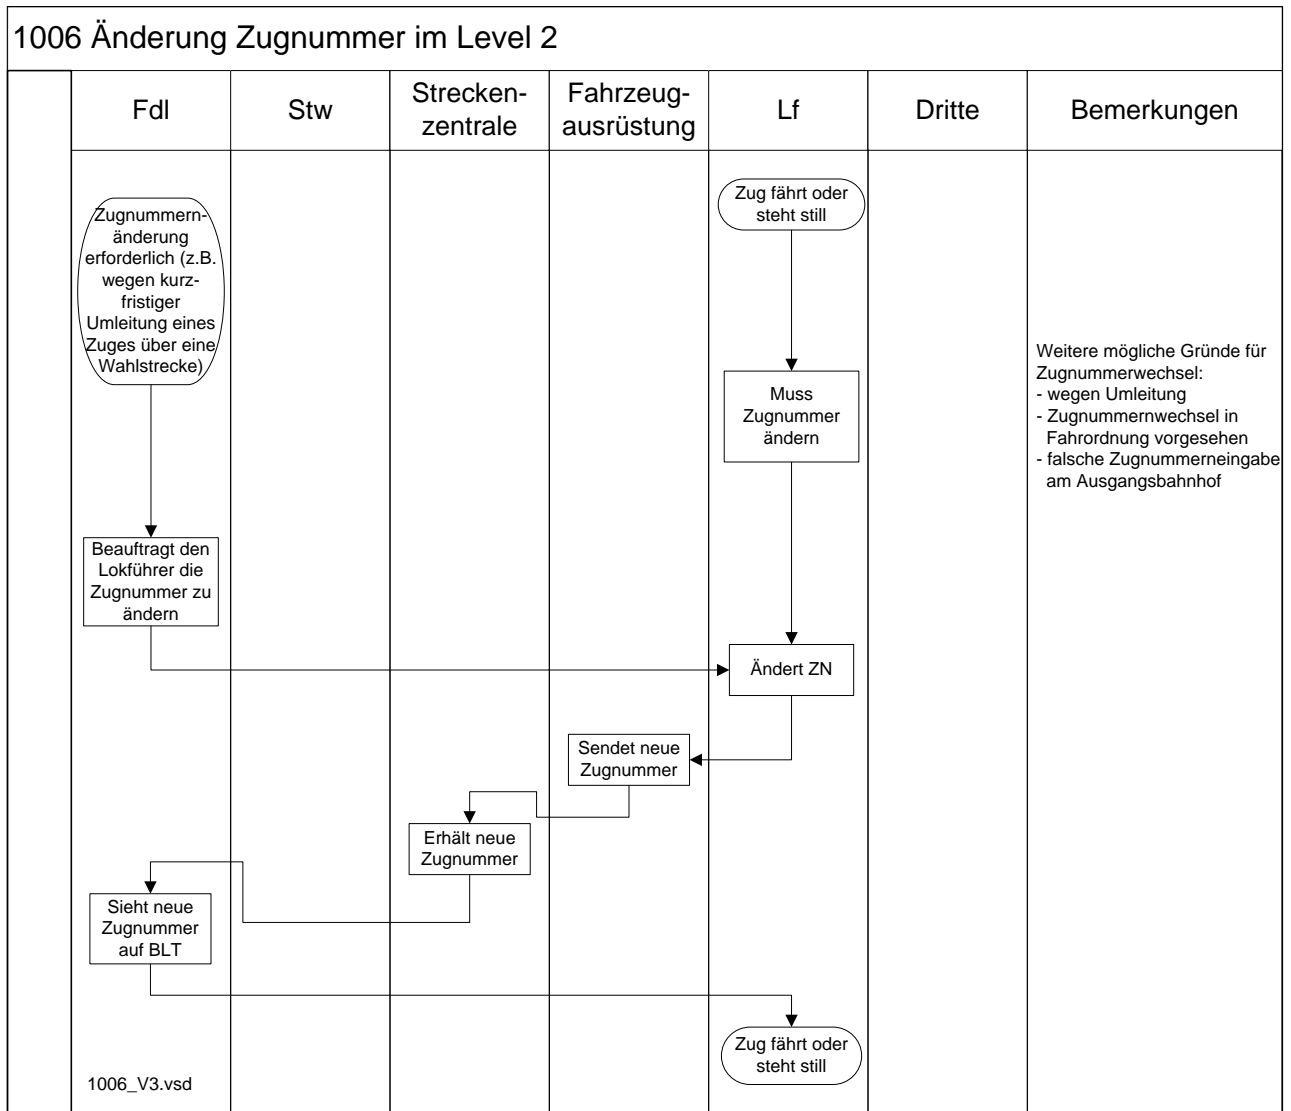 1006 Änderung Zugnummer im Level 2
Fdl
Stw
Strecken-
zentrale
Fahrzeug-
ausrüstung
Lf
Dritte
Bemerkungen
Zugnummern-
änderung
erforderlich (z.B.
wegen kurz-
fristiger
Umleitung eines
Zuges über eine
Wahlstrecke)
Zug fährt oder
steht still
Muss
Zugnummer
ändern
Weitere mögliche Gründe für
Zugnummerwechsel:
- wegen Umleitung
- Zugnummernwechsel in
Fahrordnung vorgesehen
- falsche Zugnummerneingabe
am Ausgangsbahnhof
Beauftragt den
Lokführer die
Zugnummer zu
ändern
Ändert ZN
Sendet neue
Zugnummer
Erhält neue
Zugnummer
Sieht neue
Zugnummer
auf BLT
Zug fährt oder
steht still
1006_V3.vsd